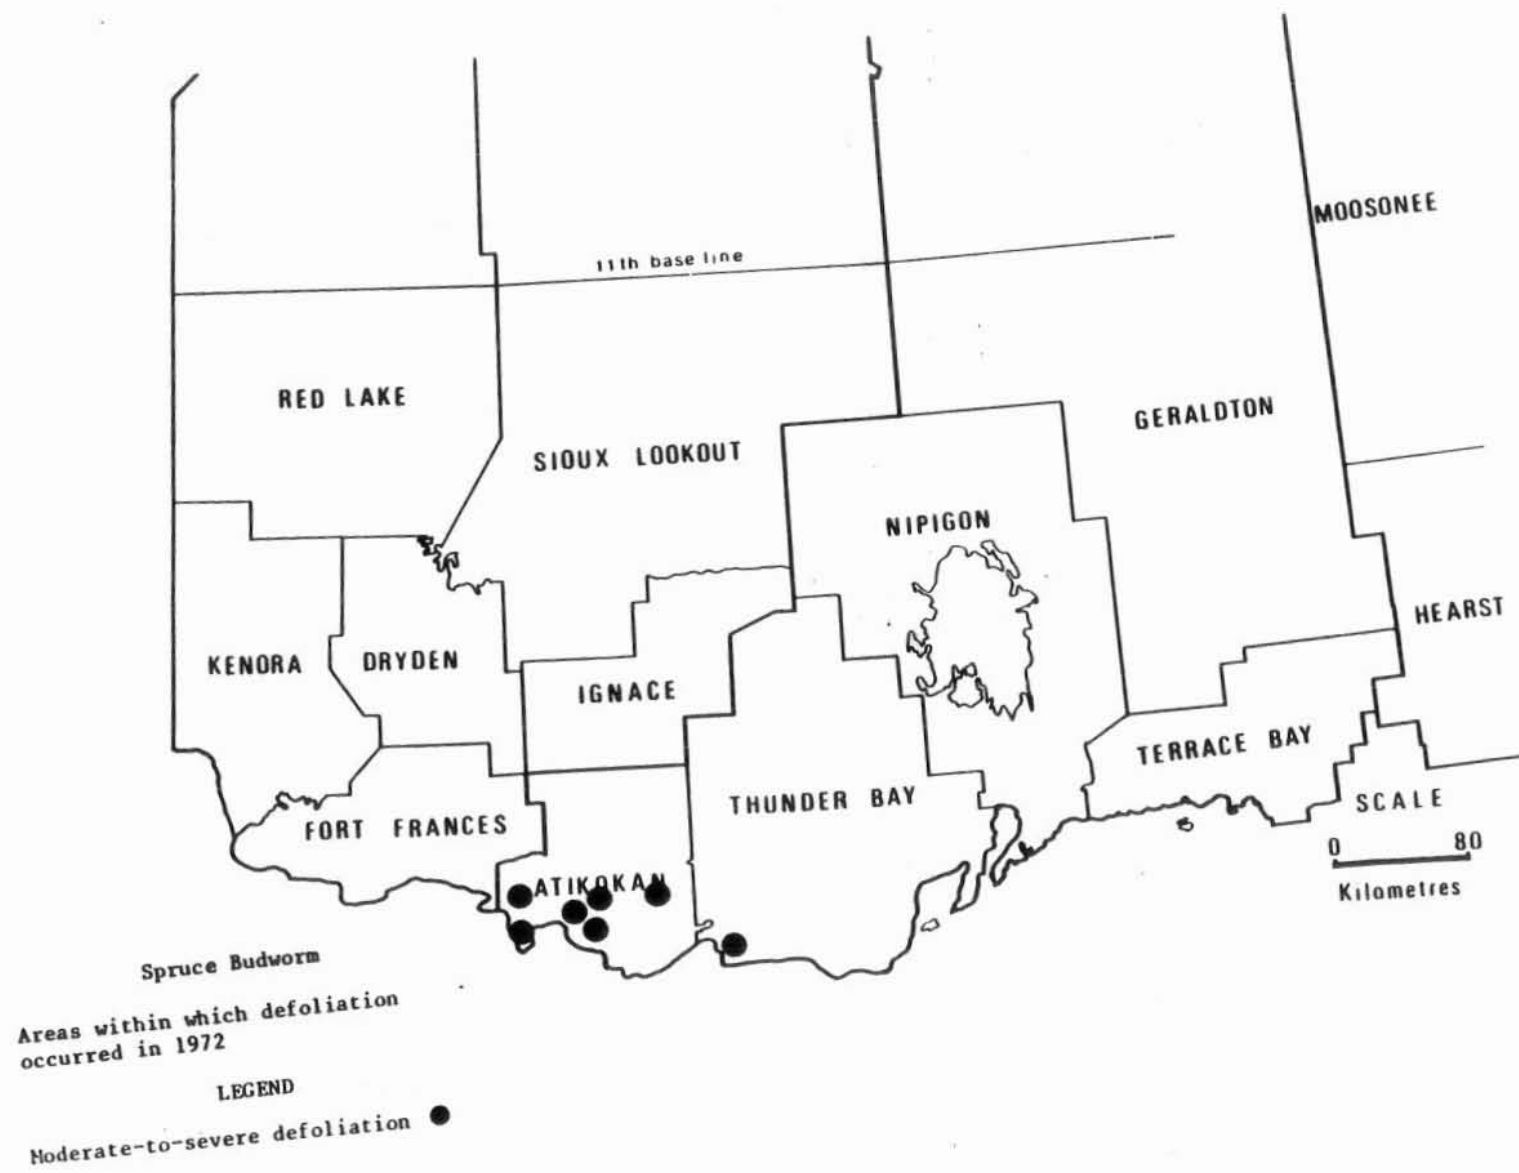 MOOSONEE
11th base line
RED LAKE
GERALDTON
SIOUX LOOKOUT
NIPIGON
HEARST
KENORA
DRYDEN
IGNACE
TERRACE BAY
THUNDER BAY
SCALE
FORT FRANCES
0 80
Kilometres
ATIKOKAN
Spruce Budworm
Areas within which defoliation
occurred in 1972
LEGEND
Moderate-to-severe defoliation